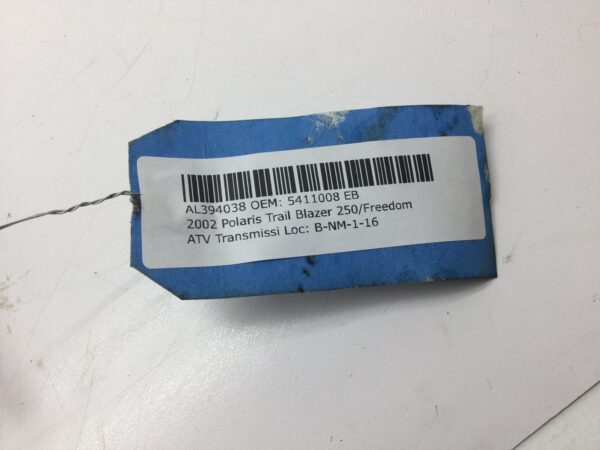 AL394038 OEM: 5411008 EB
2002 Polaris Trail Blazer 250/Freedom
ATV Transmissi Loc: B-NM-1-16